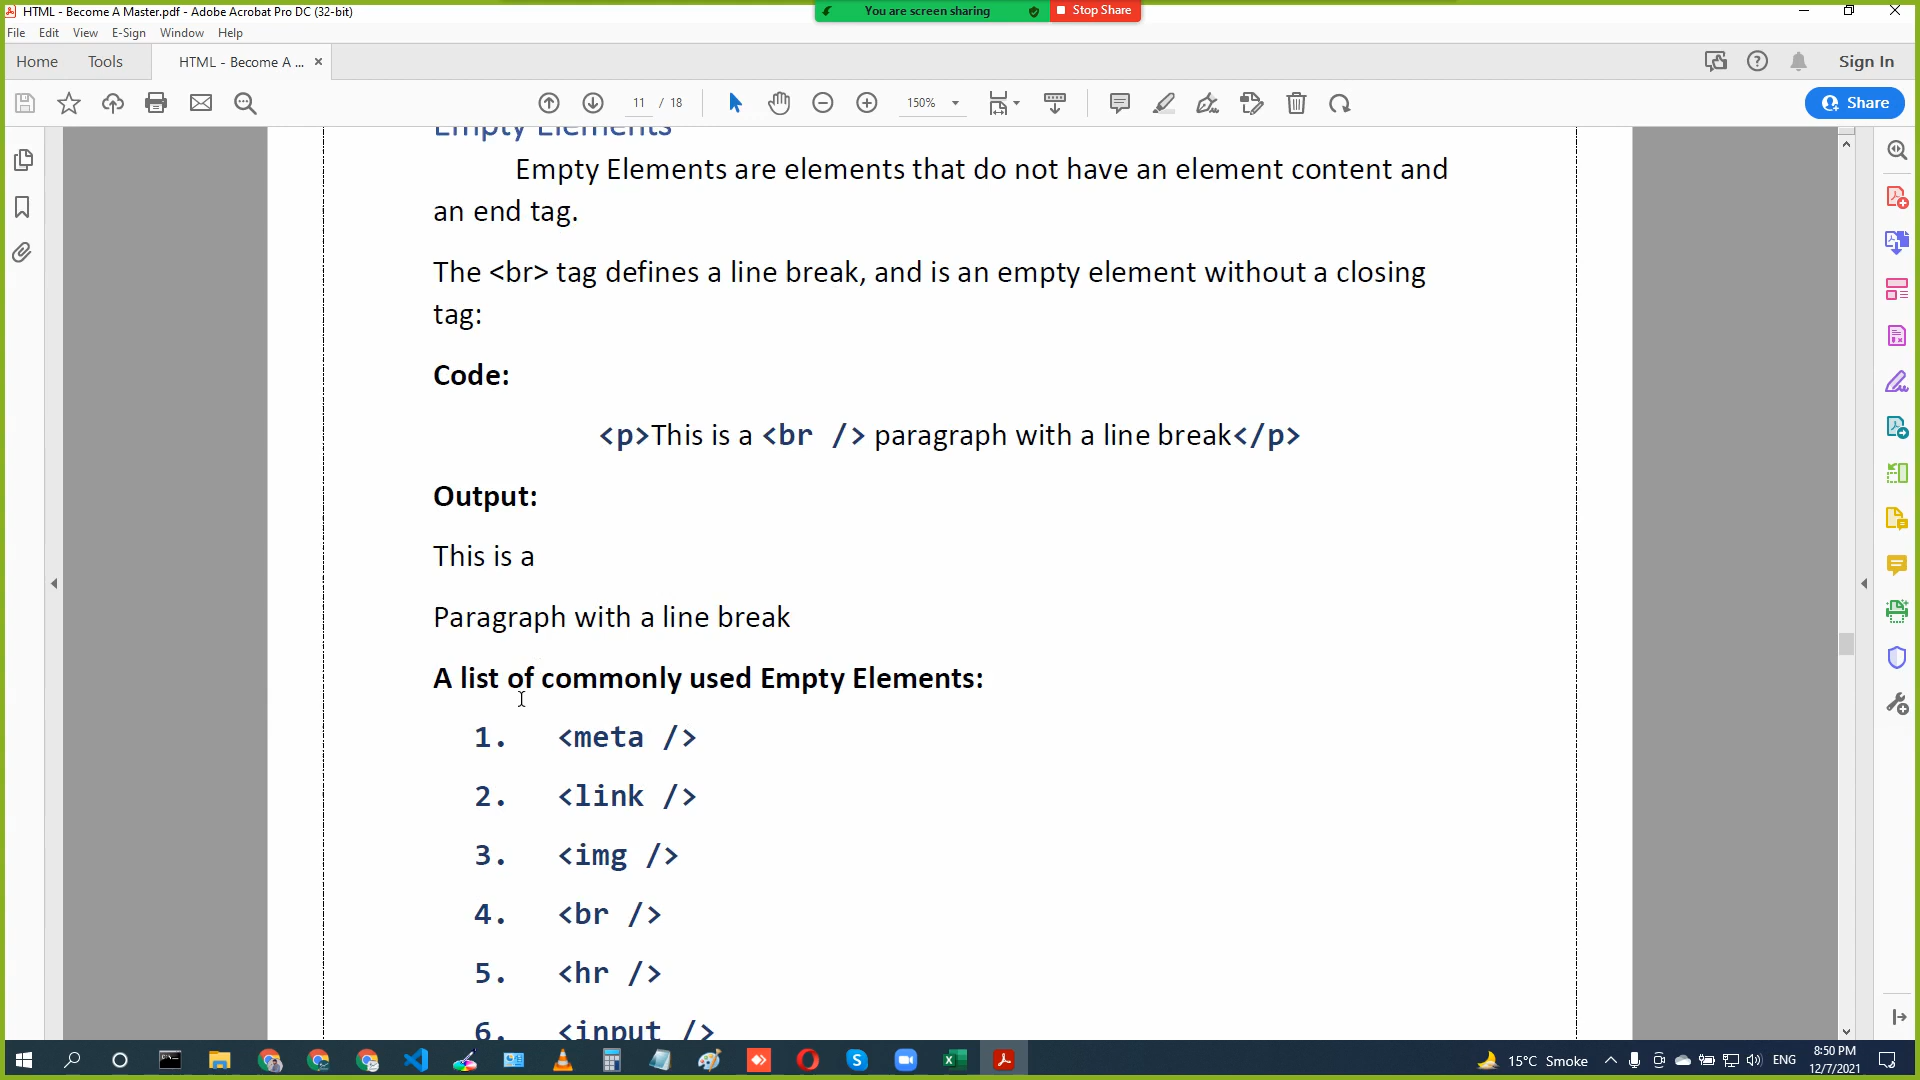 HTML - Become A Master.pdf - Adobe Acrobat Pro DC (32-bit)
You are screen sharing
Stop Share
File Edit View E-Sign Window Help
Home Tools HTML - Become A ... ×
Sign In
11 / 18
150%
Share
Empty Elements
Empty Elements are elements that do not have an element content and
an end tag.
The <br> tag defines a line break, and is an empty element without a closing
tag:
Code:
<p>This is a <br /> paragraph with a line break</p>
Output:
This is a
Paragraph with a line break
A list of commonly used Empty Elements:
1. <meta />
2. <link />
3. <img />
4. <br />
5. <hr />
6. <input />
15°C Smoke
ENG
8:50 PM
12/7/2021